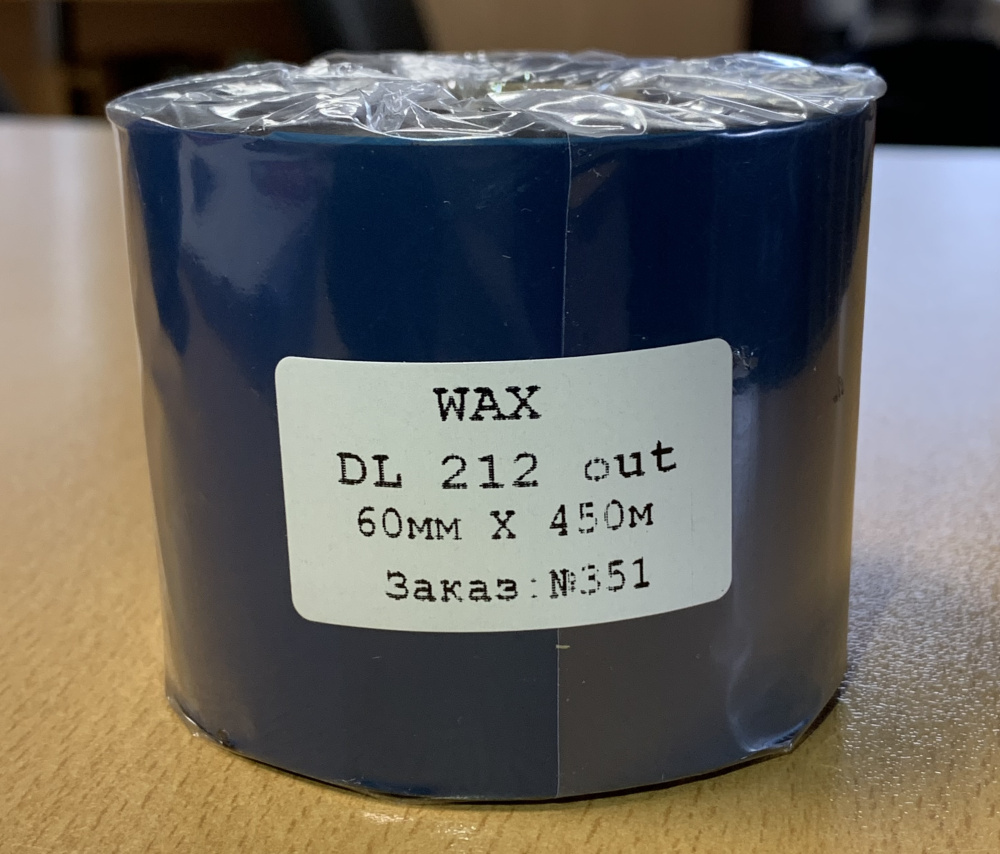 WAX
DL 212 out
60мм X 450м
Заказ:№351